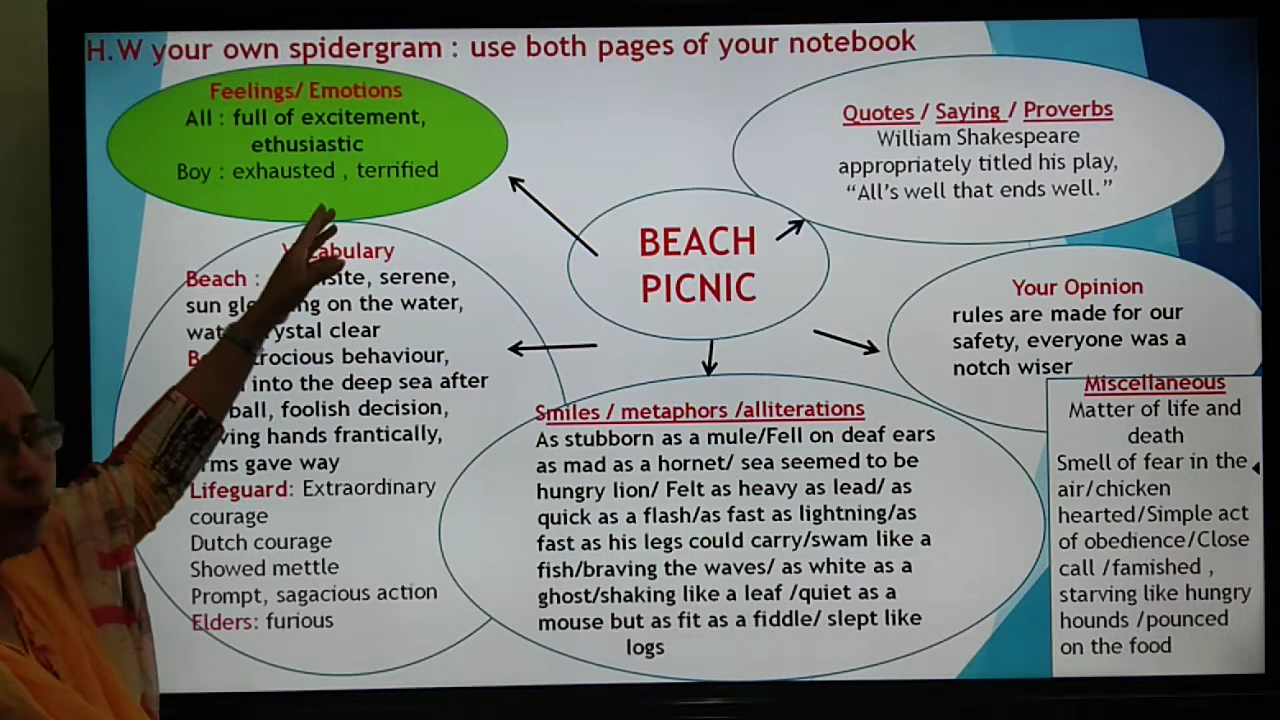 H.W your own spidergram : use both pages of your notebook
Feelings/ Emotions
All : full of excitement,
ethusiastic
Boy : exhausted , terrified
Quotes / Saying / Proverbs
William Shakespeare
appropriately titled his play,
“All’s well that ends well.”
BEACH
PICNIC
Your Opinion
rules are made for our
safety, everyone was a
notch wiser
Vocabulary
Beach : serene,
sun on the water,
crystal clear
behaviour,
into the deep sea after
ball, foolish decision,
hands frantically,
arms gave way
Lifeguard: Extraordinary
courage
Dutch courage
Showed mettle
Prompt, sagacious action
Elders: furious
Smiles / metaphors /alliterations
As stubborn as a mule/Fell on deaf ears
as mad as a hornet/ sea seemed to be
hungry lion/ Felt as heavy as lead/ as
quick as a flash/as fast as lightning/as
fast as his legs could carry/swam like a
fish/braving the waves/ as white as a
ghost/shaking like a leaf /quiet as a
mouse but as fit as a fiddle/ slept like
logs
Miscellaneous
Matter of life and
death
Smell of fear in the
air/chicken
hearted/Simple act
of obedience/Close
call /famished ,
starving like hungry
hounds /pounced
on the food